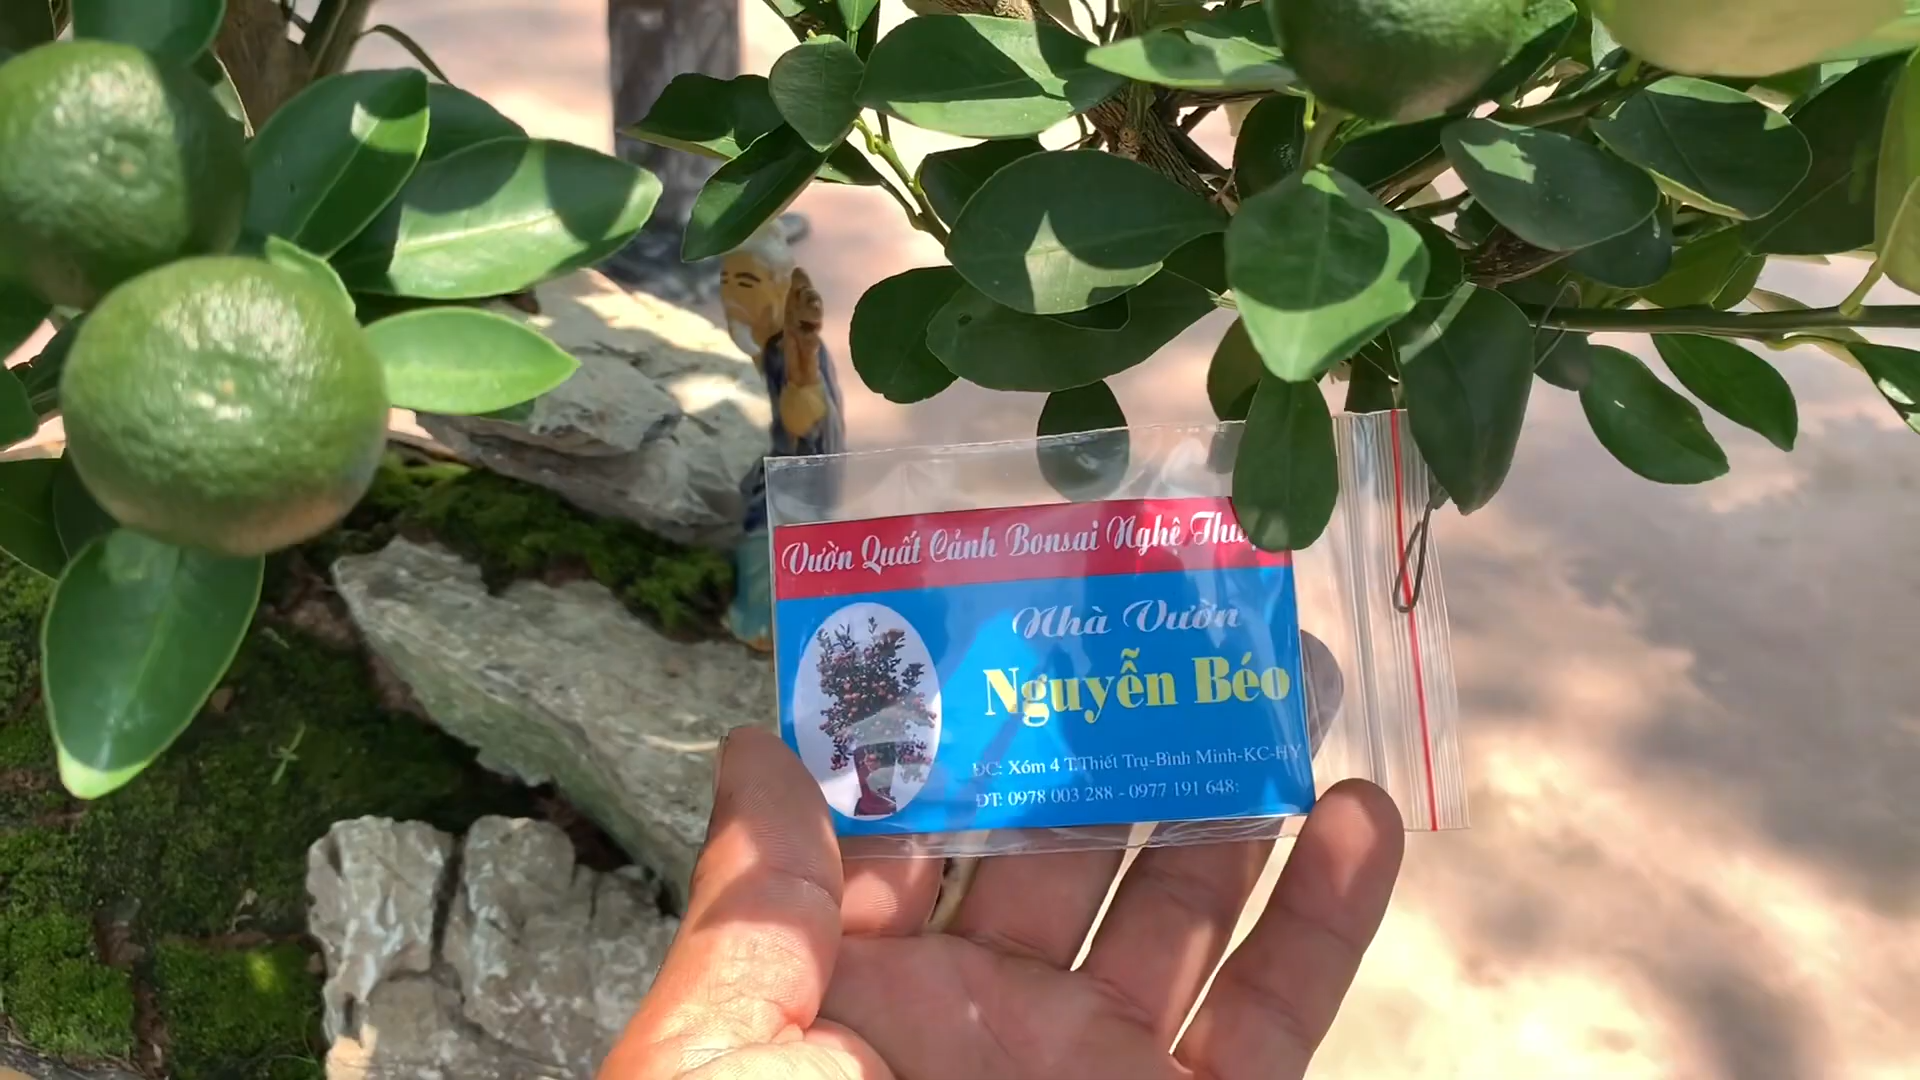 Vườn Quất Cảnh Bonsai Nghệ
Nhà Vườn
Nguyễn Béo
ĐC: Xóm 4 T.Thiết Trụ-Bình Minh-KC-HY
ĐT: 0978 003 288 - 0977 191 648: